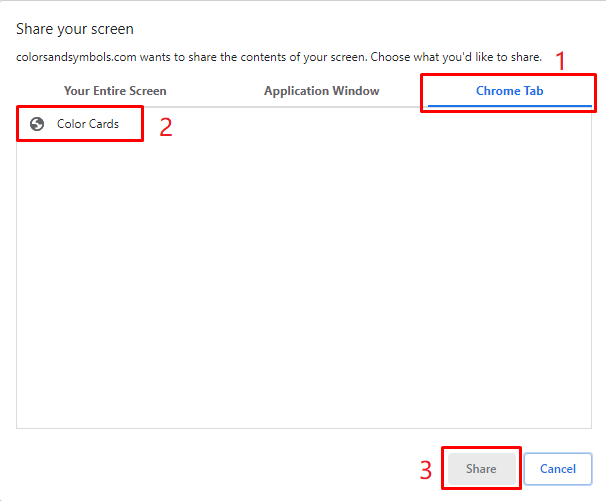 Share your screen
colorsandsymbols.com wants to share the contents of your screen. Choose what you'd like to share. 1
Your Entire Screen Application Window Chrome Tab
Color Cards 2
3 Share Cancel